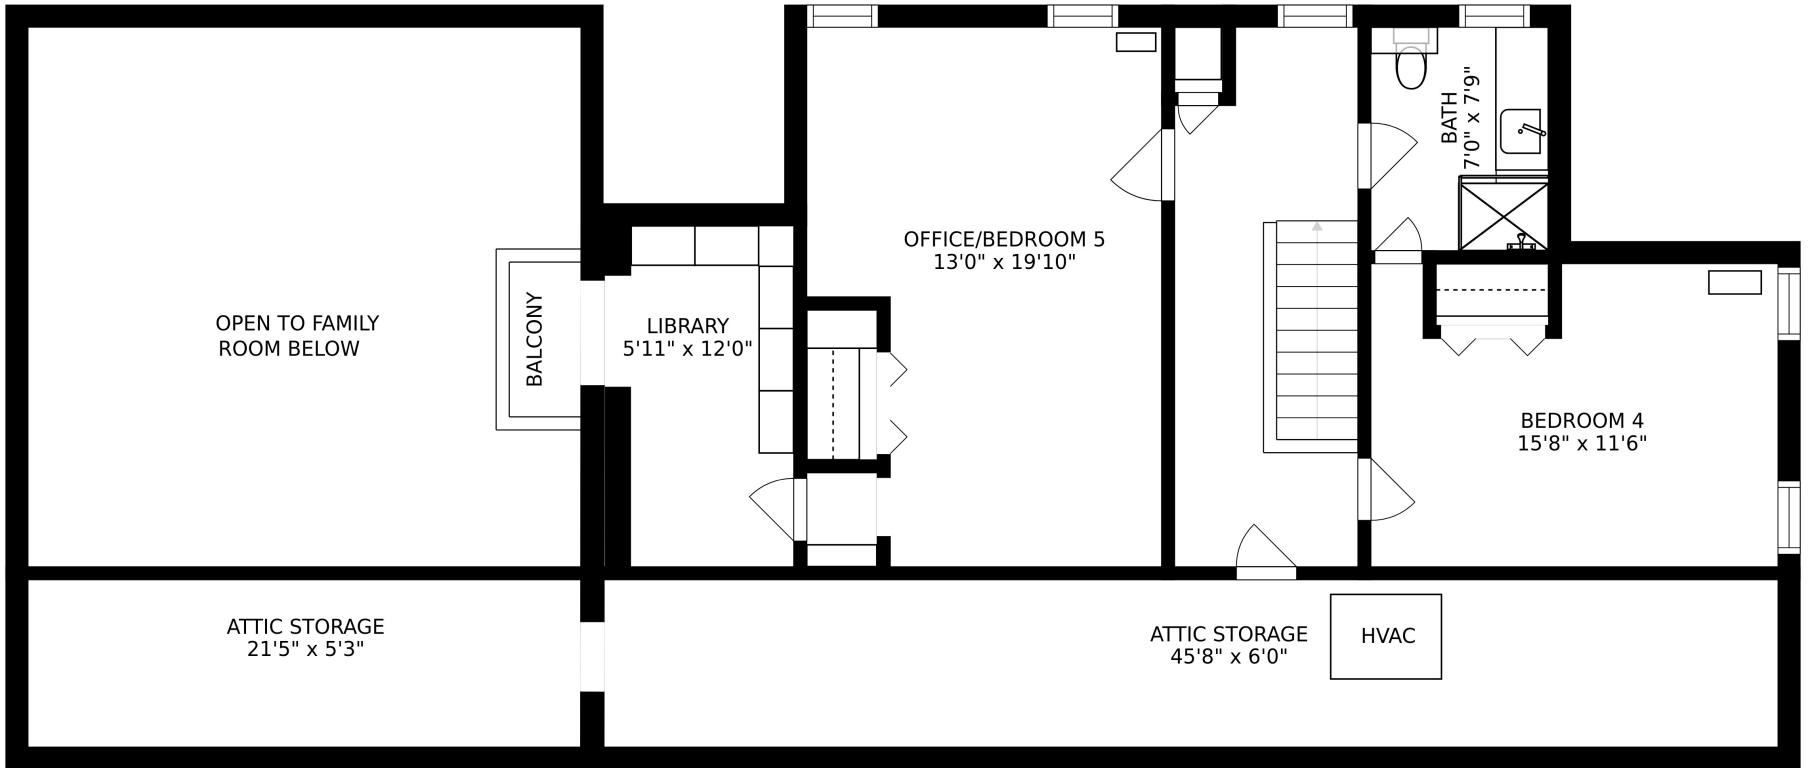 OPEN TO FAMILY
ROOM BELOW
BALCONY
LIBRARY
5'11" x 12'0"
OFFICE/BEDROOM 5
13'0" x 19'10"
BATH
7'0" x 7'9"
BEDROOM 4
15'8" x 11'6"
ATTIC STORAGE
21'5" x 5'3"
ATTIC STORAGE
45'8" x 6'0"
HVAC